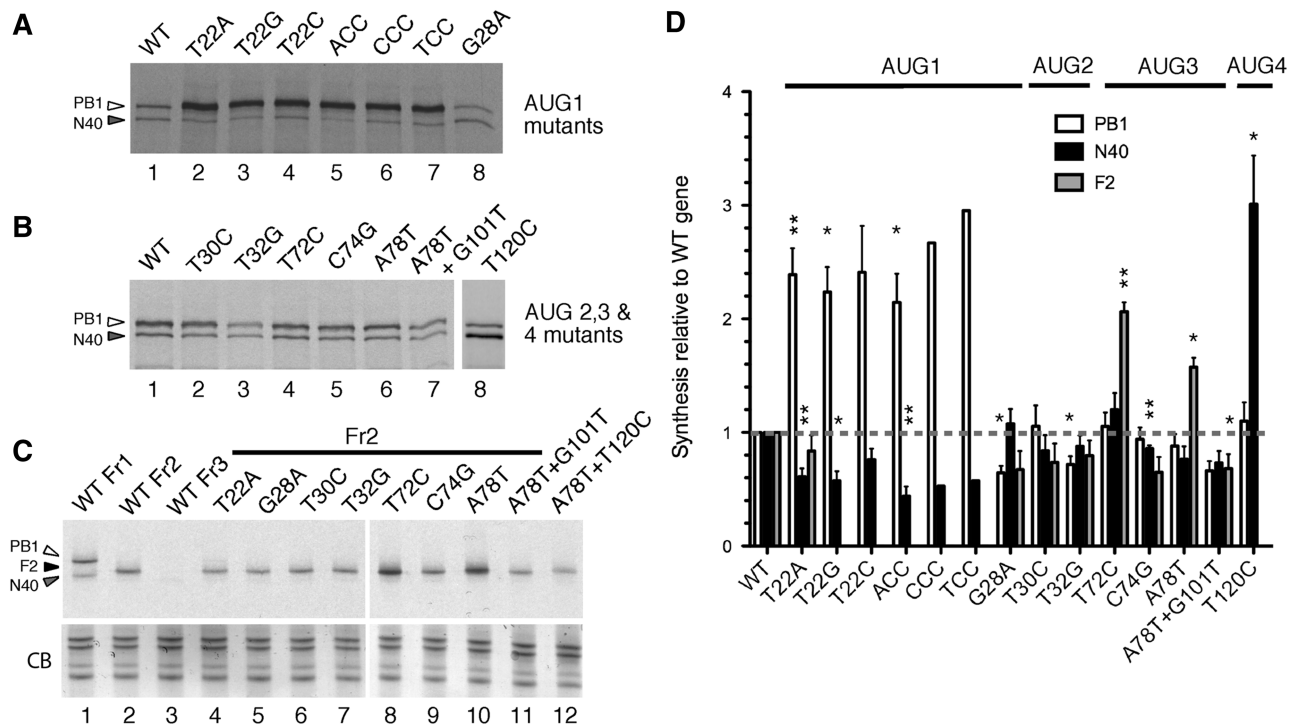 A
WT T22A T22G T22C ACC CCC TCC G28A
PB1
N40
AUG1
mutants
1 2 3 4 5 6 7 8
B
WT T30C T32G T72C C74G A78T A78T + G101T T120C
PB1
N40
AUG 2,3 &
4 mutants
1 2 3 4 5 6 7 8
C
Fr2
WT Fr1 WT Fr2 WT Fr3 T22A G28A T30C T32G T72C C74G A78T A78T+G101T A78T+T120C
PB1
F2
N40
CB
1 2 3 4 5 6 7 8 9 10 11 12
D
AUG1 AUG2 AUG3 AUG4
Synthesis relative to WT gene
4
3
2
1
0
PB1
N40
F2
** * * ** * ** * * ** ** * * *
WT T22A T22G T22C ACC CCC TCC G28A T30C T32G T72C C74G A78T A78T+G101T T120C